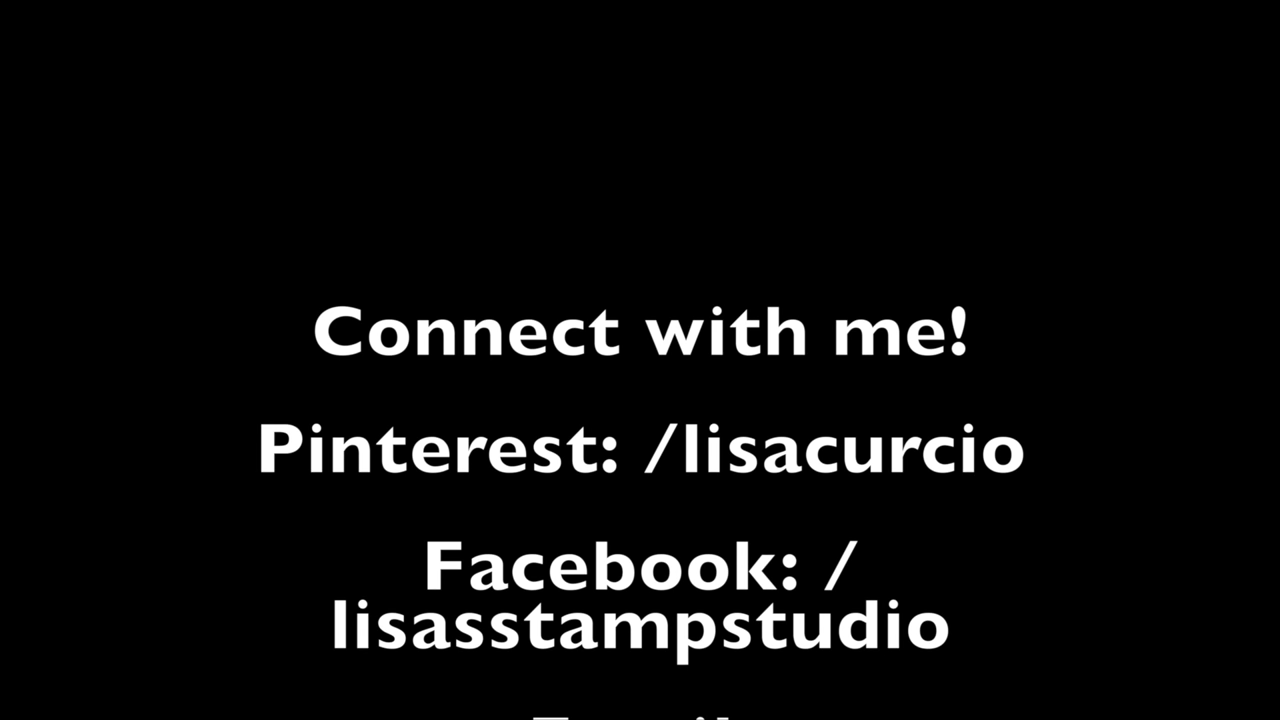 Connect with me!
Pinterest: /lisacurcio
Facebook: /
lisasstampstudio